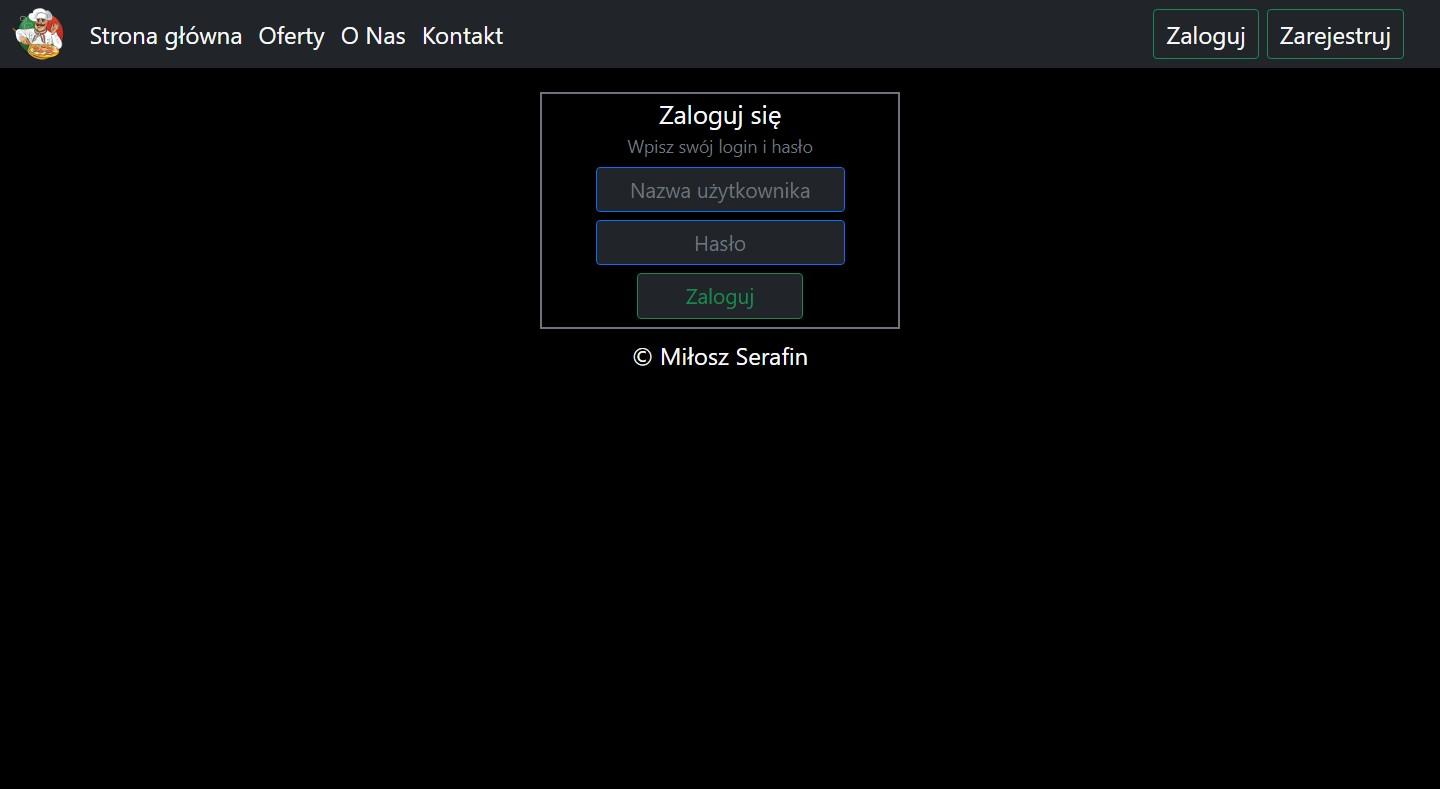 Strona główna Oferty O Nas Kontakt Zaloguj Zarejestruj
Zaloguj się
Wpisz swój login i hasło
Nazwa użytkownika
Hasło
Zaloguj
© Miłosz Serafin